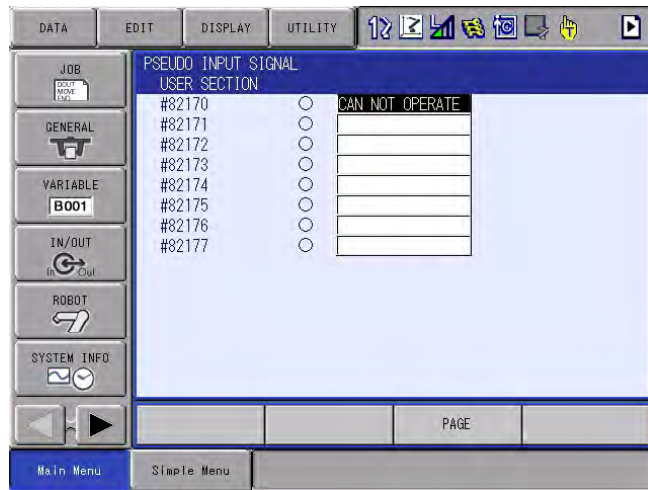 DATA EDIT DISPLAY UTILITY 12
JOB
DOUT
MOVE
END
GENERAL
VARIABLE
B001
IN/OUT
In Out
ROBOT
SYSTEM INFO
PSEUDO INPUT SIGNAL
USER SECTION
#82170 CAN NOT OPERATE
#82171
#82172
#82173
#82174
#82175
#82176
#82177
PAGE
Main Menu Simple Menu